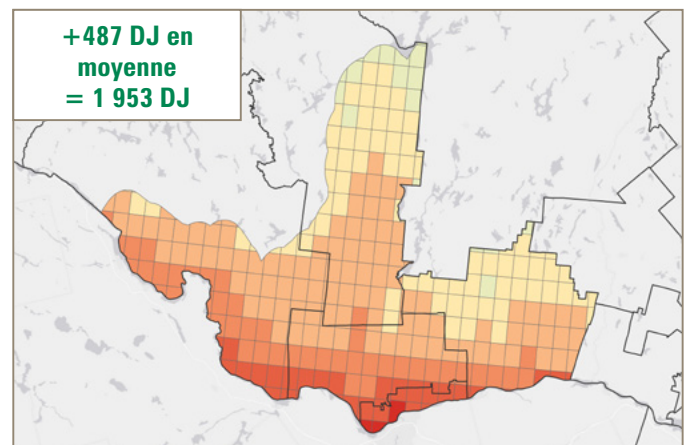 +487 DJ en
moyenne
= 1 953 DJ